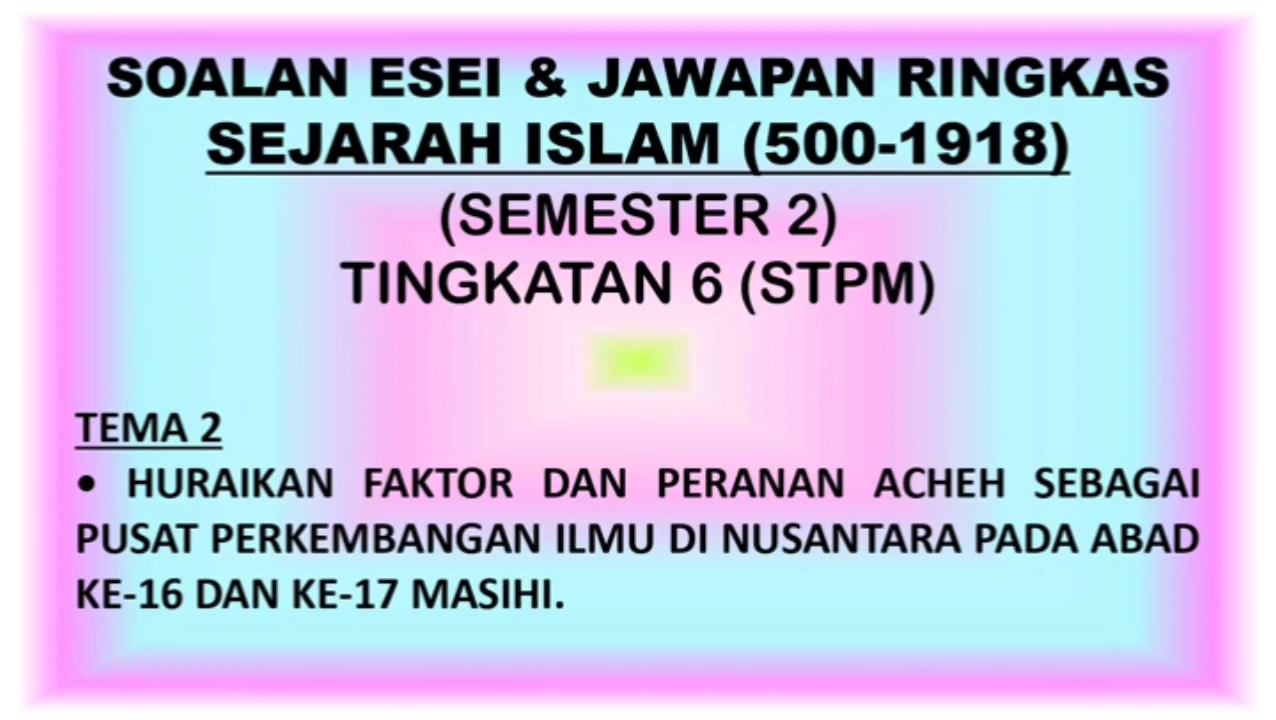 SOALAN ESEI & JAWAPAN RINGKAS
SEJARAH ISLAM (500-1918)
(SEMESTER 2)
TINGKATAN 6 (STPM)
TEMA 2
• HURAIKAN FAKTOR DAN PERANAN ACHEH SEBAGAI
PUSAT PERKEMBANGAN ILMU DI NUSANTARA PADA ABAD
KE-16 DAN KE-17 MASIHI.